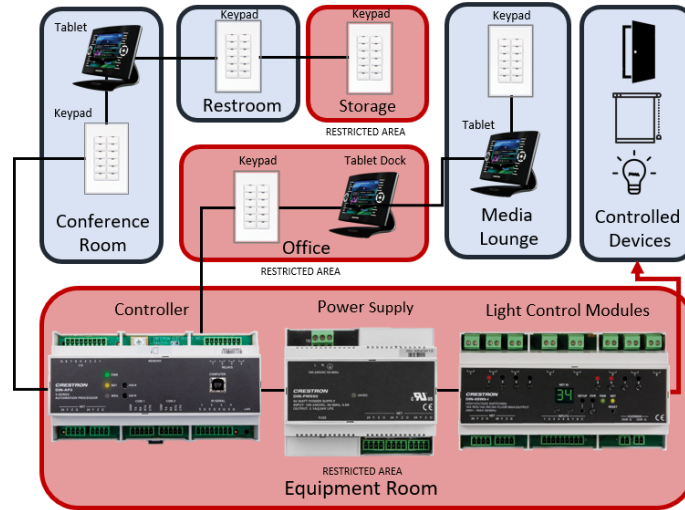 Tablet
Keypad
Conference
Room
Keypad
Restroom
Keypad
Storage
RESTRICTED AREA
Keypad
Tablet
Media
Lounge
Controlled
Devices
Keypad
Tablet Dock
Office
RESTRICTED AREA
Controller
Power Supply
Light Control Modules
CRESTRON
CRESTRON
CRESTRON
COMPUTER
34
RESTRICTED AREA
Equipment Room